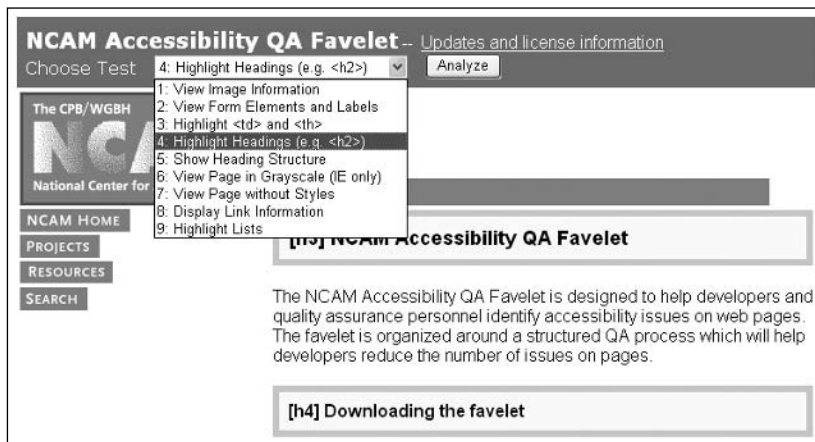 NCAM Accessibility QA Favelet -- Updates and license information
Choose Test 4: Highlight Headings (e.g. <h2>) Analyze
1: View Image Information
2: View Form Elements and Labels
3: Highlight <td> and <th>
4: Highlight Headings (e.g. <h2>)
5: Show Heading Structure
6: View Page in Grayscale (IE only)
7: View Page without Styles
8: Display Link Information
9: Highlight Lists
The CPB/WGBH
National Center for
NCAM HOME
PROJECTS
RESOURCES
SEARCH
[h3] NCAM Accessibility QA Favelet
The NCAM Accessibility QA Favelet is designed to help developers and
quality assurance personnel identify accessibility issues on web pages.
The favelet is organized around a structured QA process which will help
developers reduce the number of issues on pages.
[h4] Downloading the favelet